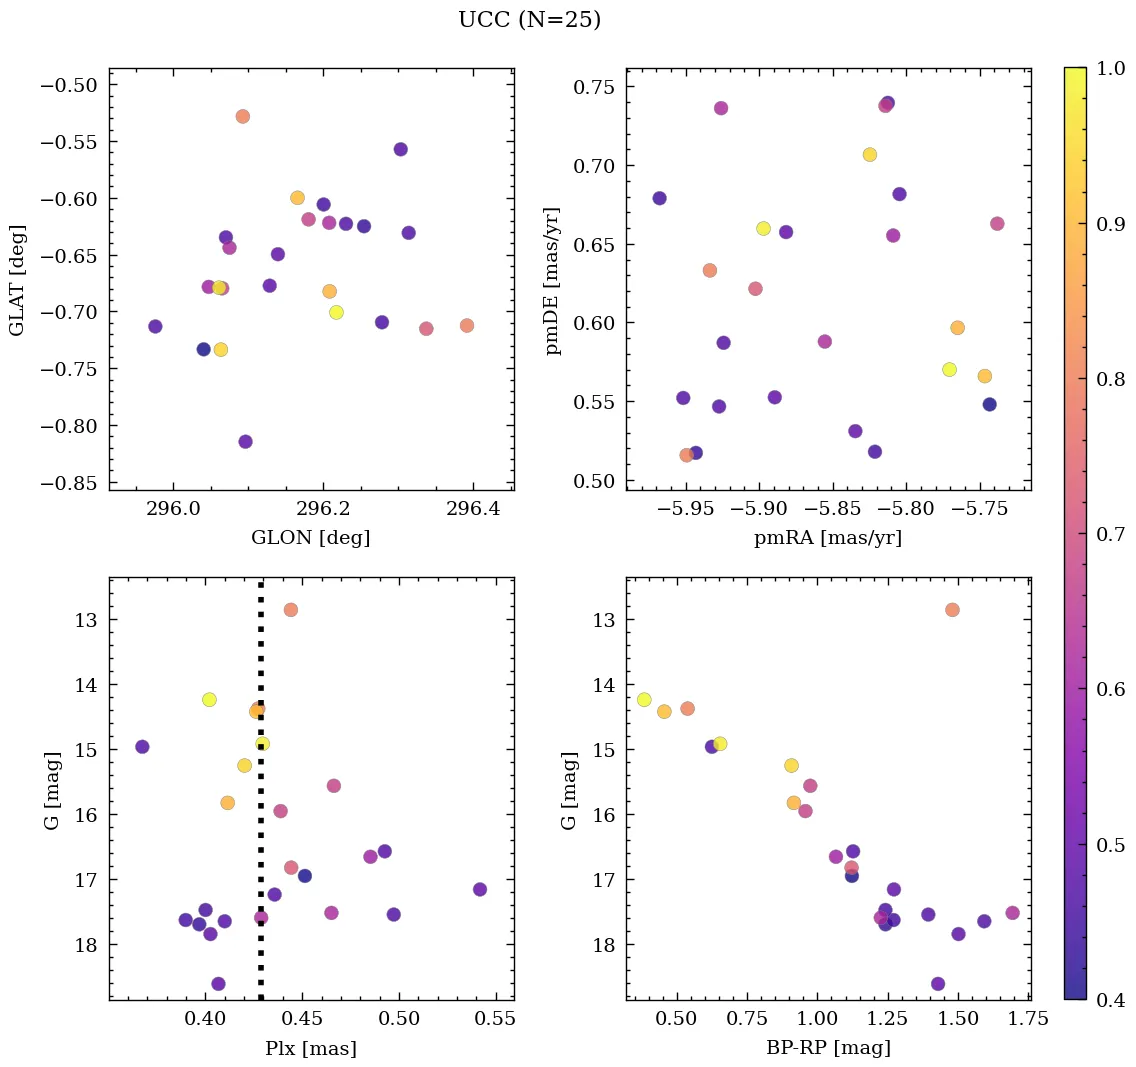 UCC (N=25)
−0.50
−0.55
−0.60
−0.65
−0.70
−0.75
−0.80
−0.85
GLAT [deg]
296.0 296.2 296.4
GLON [deg]
0.75
0.70
0.65
0.60
0.55
0.50
pmDE [mas/yr]
−5.95 −5.90 −5.85 −5.80 −5.75
pmRA [mas/yr]
13
14
15
16
17
18
G [mag]
0.40 0.45 0.50 0.55
Plx [mas]
13
14
15
16
17
18
G [mag]
0.50 0.75 1.00 1.25 1.50 1.75
BP-RP [mag]
1.0
0.9
0.8
0.7
0.6
0.5
0.4